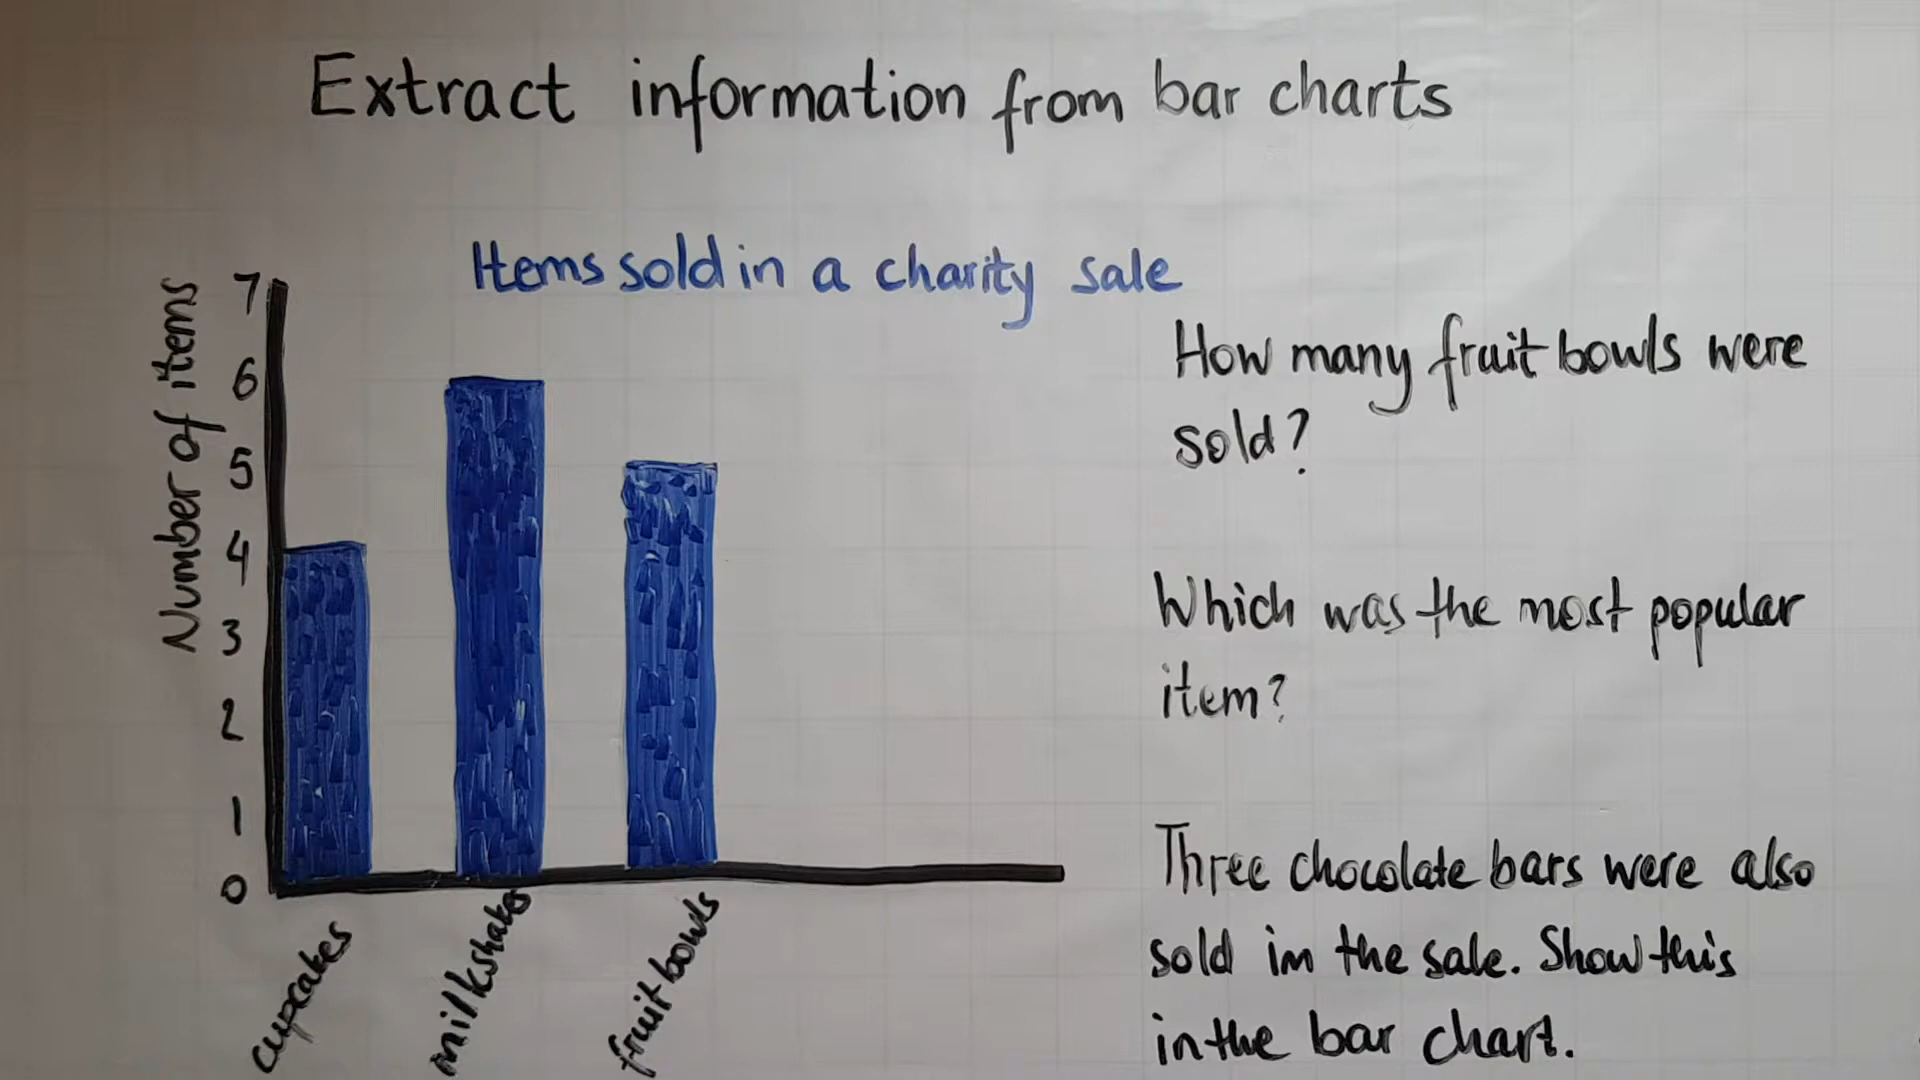 Extract information from bar charts
Items sold in a charity sale
Number of items
7
6
5
4
3
2
1
0
cupcakes
milkshakes
fruit bowls
How many fruit bowls were
sold?
Which was the most popular
item?
Three chocolate bars were also
sold in the sale. Show this
in the bar chart.